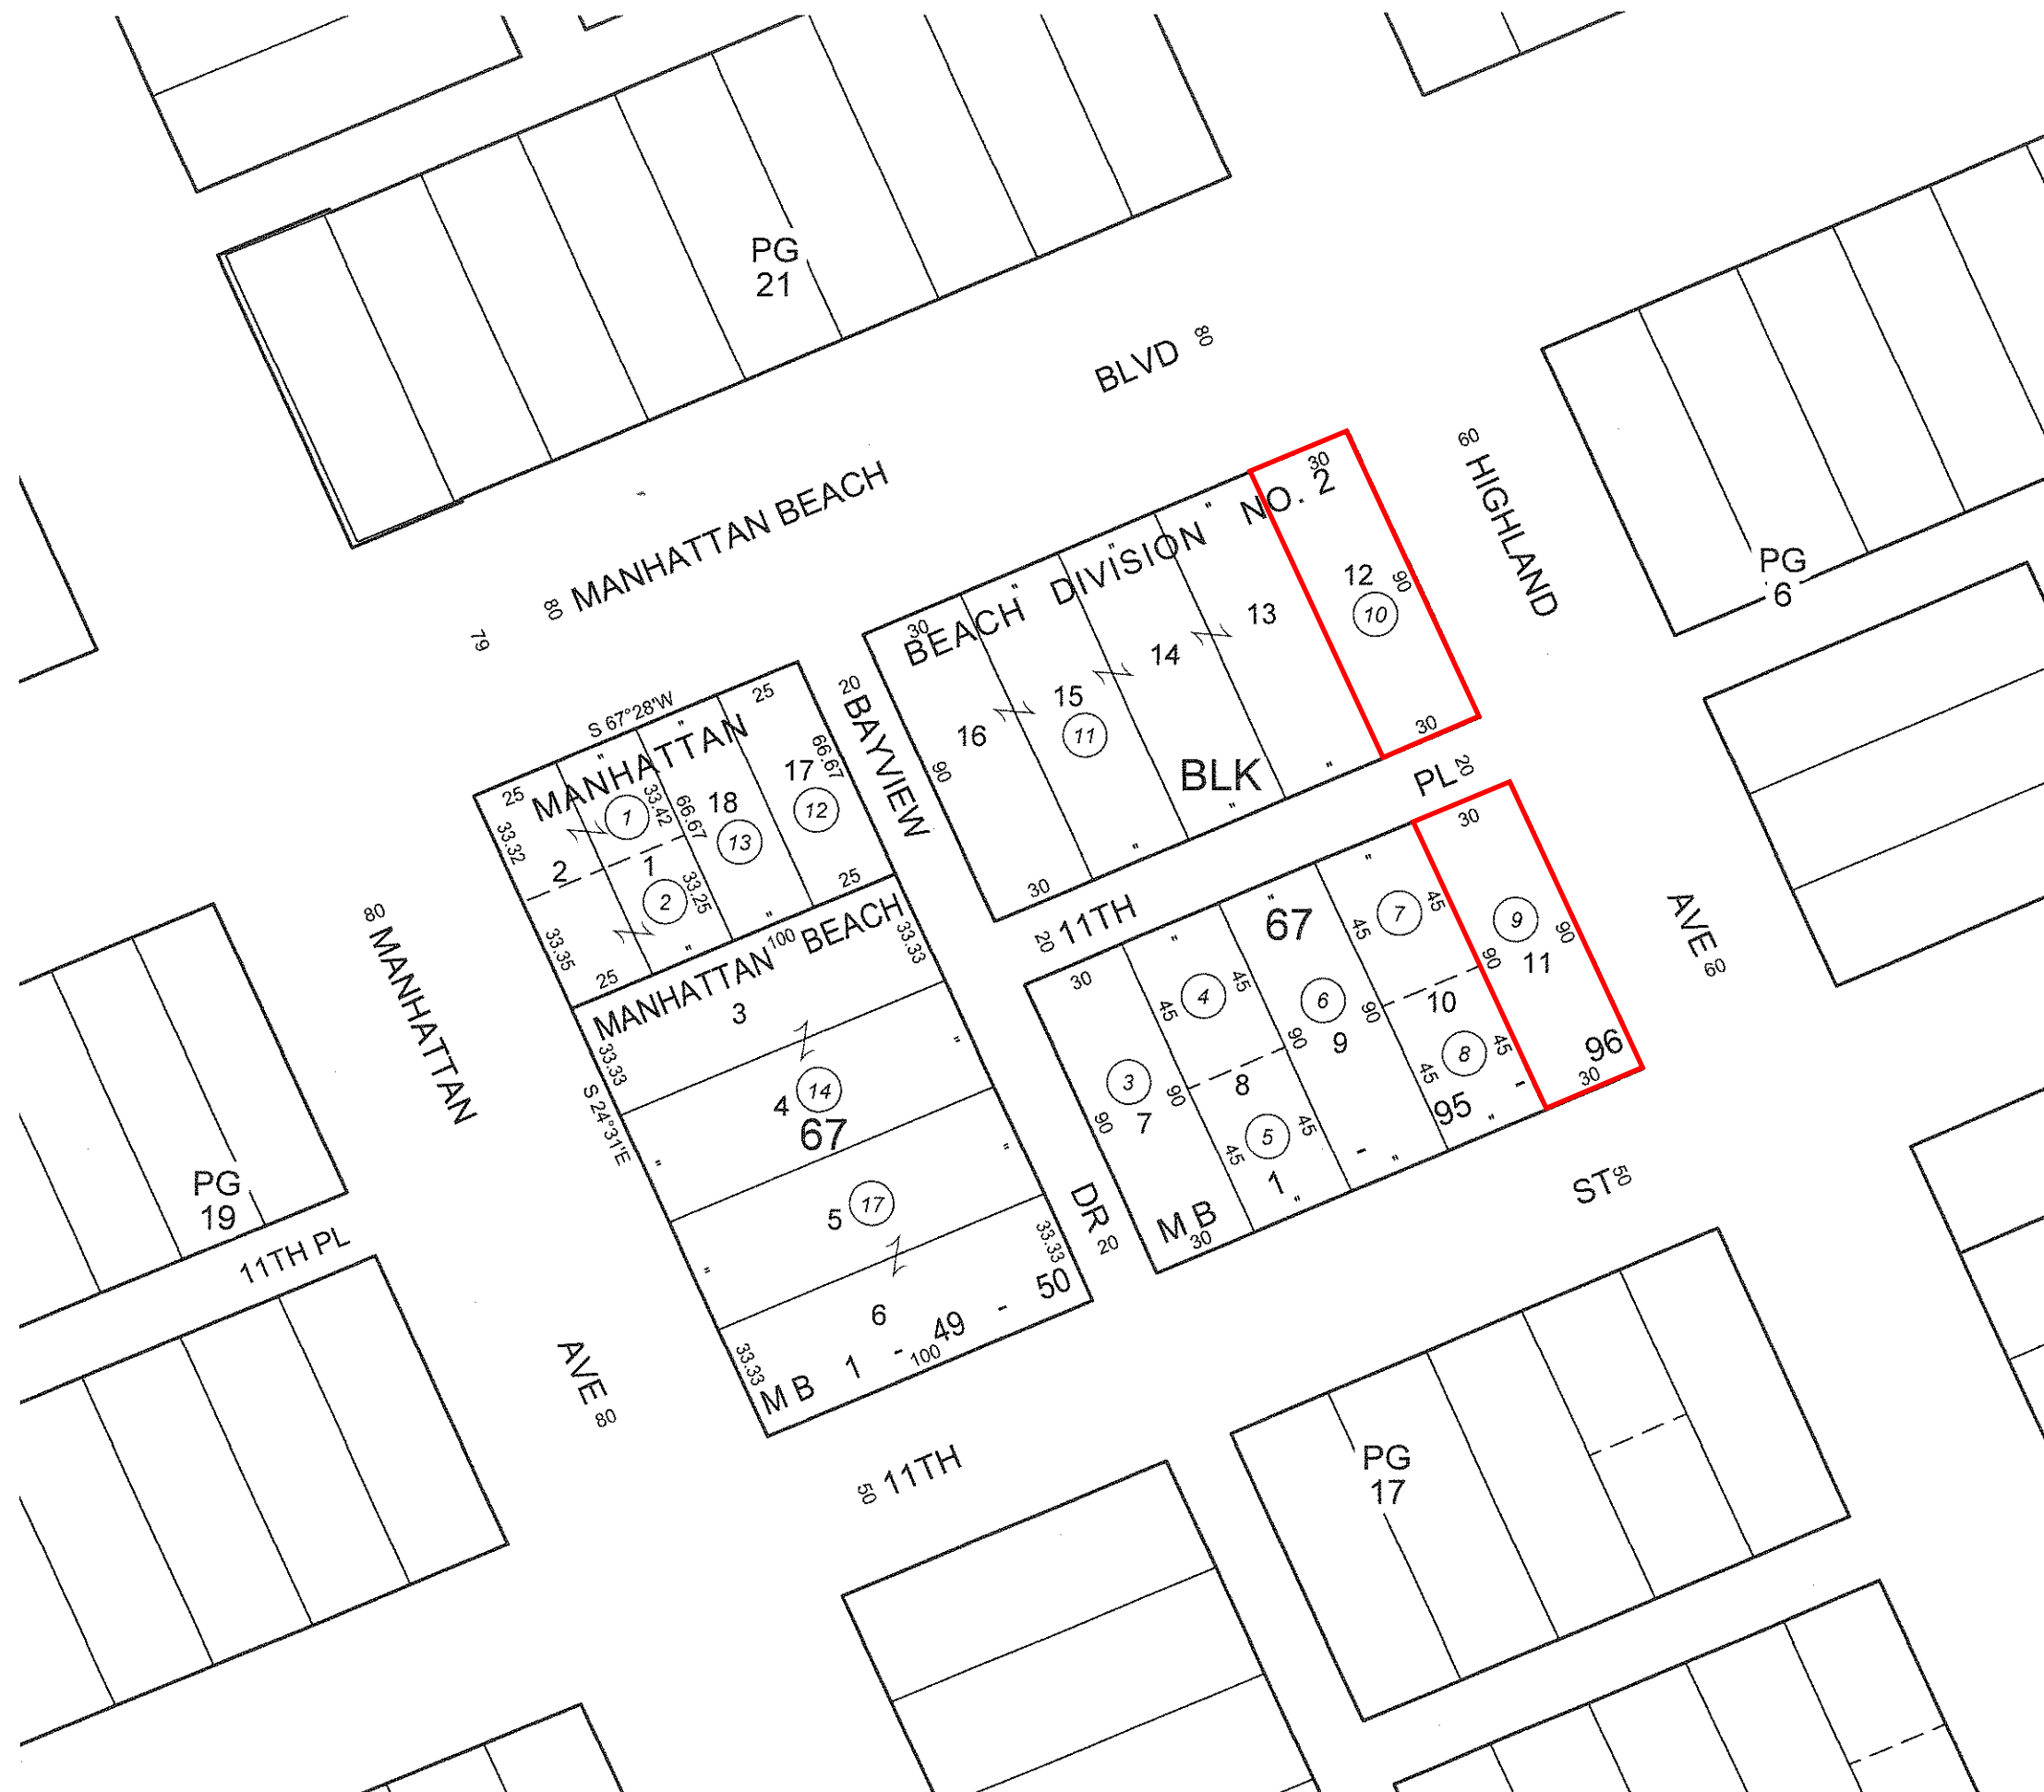 PG
21
BLVD 80
80 MANHATTAN BEACH
79
60 HIGHLAND
PG
6
BEACH DIVISION NO. 2
30
30
" " "
12
10
90
13
14
15
11
16
90
BLK
30
30
" " "
S 67°28'W
25
25
" "
MANHATTAN
20 BAYVIEW
33.32
1
33.42
66.67
18
13
17
12
66.67
2
1
2
33.25
33.35
25
25
" "
80 MANHATTAN
PL 20
20 11TH
30
30
" " "
67
7
45
45
9
90
90
11
AVE 60
4
45
45
6
9
90
90
10
8
45
45
3
7
90
90
8
5
45
45
M B 1 - 95 - 96
30
30
" " "
MANHATTAN BEACH
100
33.33
33.33
3
S 24°31'E
4
14
67
" "
5
17
" "
33.33
6
33.33
M B 1 - 49 - 50
100
DR 20
ST 50
PG
19
11TH PL
AVE 80
50 11TH
PG
17